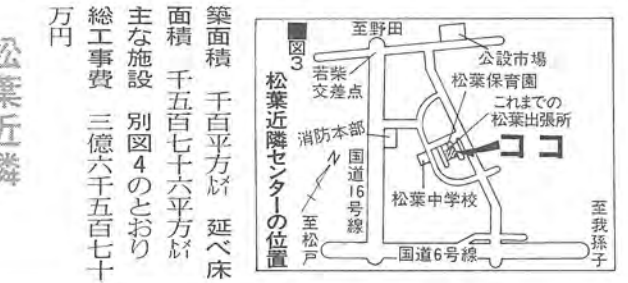 ■図3
松葉近隣センターの位置
至野田
公設市場
若柴
交差点
松葉保育園
これまでの
松葉出張所
消防本部
ココ
N
国道16号線
松葉中学校
至松戸
国道6号線
至我孫子
築面積　千百平方㍍　延べ床
面積　千五百七十六平方㍍
主な施設　別図4のとおり
総工事費　三億六千五百七十
万円
松葉近隣